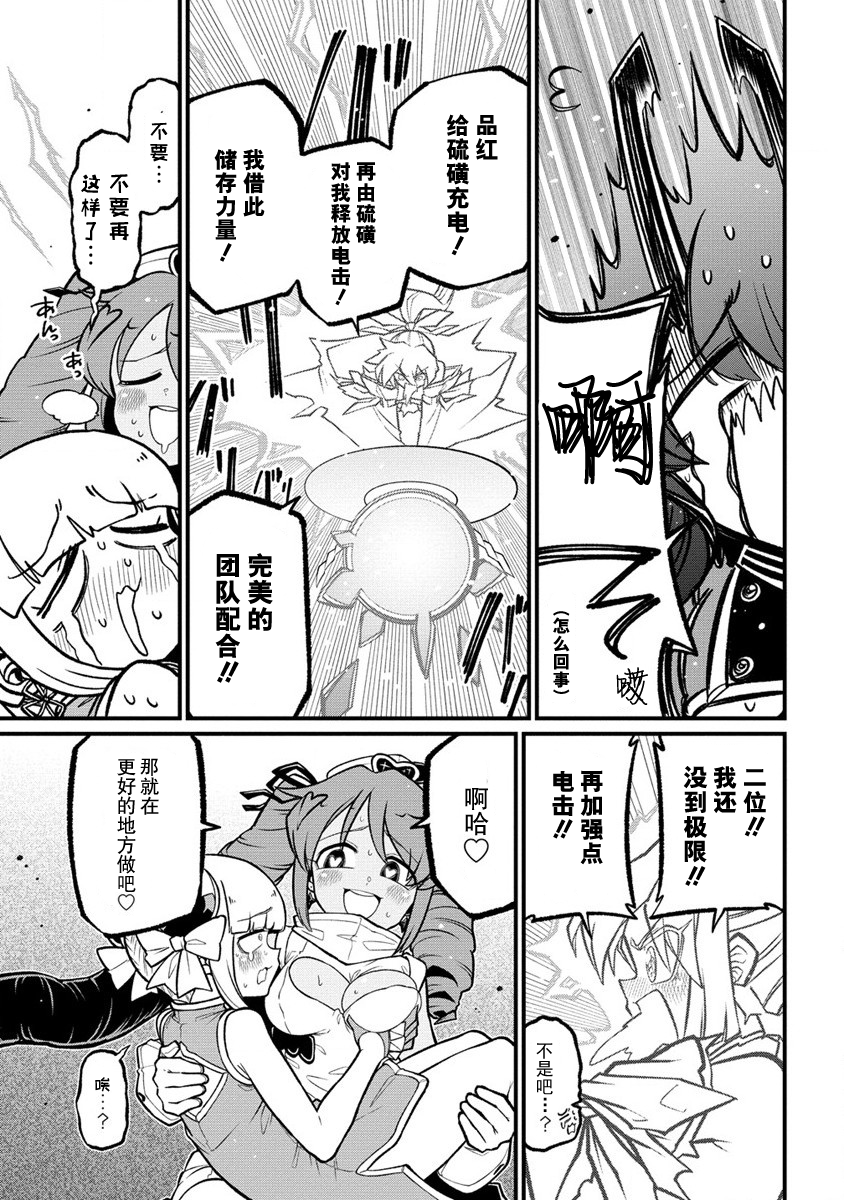 啊
(怎么回事)
噗
品红
给硫磺充电!
再由硫磺
对我释放电击!
我借此
储存力量!
完美的
团队配合!!
不要…
不要再
这样了…
あんっ
あっ
二位!!
我还
没到极限!!
再加强点
电击!!
不是吧…?
啊哈♡
那就在
更好的地方做吧♡
唉…?